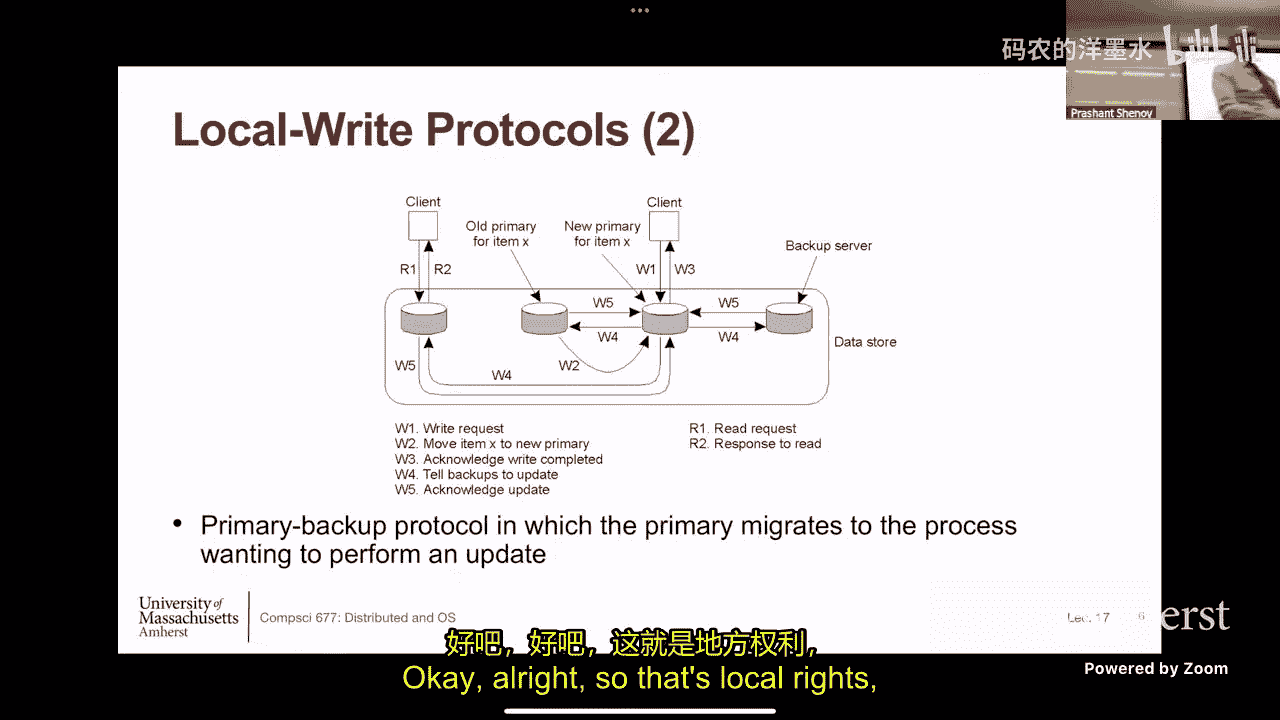 码农的洋墨水 bilibili
Prashant Shenoy
Local-Write Protocols (2)
Client
Client
Old primary
for item x
New primary
for item x
Backup server
R1
R2
W1
W3
W5
W5
W4
W4
W5
W4
W2
Data store
W1. Write request
W2. Move item x to new primary
W3. Acknowledge write completed
W4. Tell backups to update
W5. Acknowledge update
R1. Read request
R2. Response to read
• Primary-backup protocol in which the primary migrates to the process
wanting to perform an update
University of
Massachusetts
Amherst
Compsci 677: Distributed and OS
Lec. 17
6
erst
好吧，好吧，这就是地方权利，
Okay, alright, so that's local rights,
Powered by Zoom